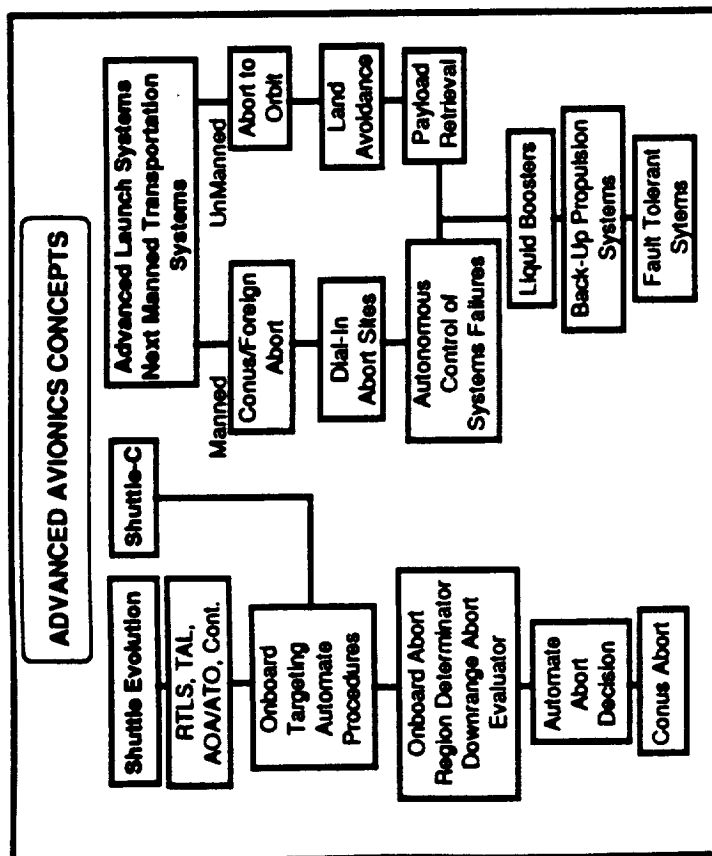 ADVANCED AVIONICS CONCEPTS
Shuttle Evolution
RTLS, TAL,
AOA/ATO, Cont.
Shuttle-C
Onboard
Targeting
Automate
Procedures
Onboard Abort
Region Determinator
Downrange Abort
Evaluator
Automate
Abort
Decision
Conus Abort
Advanced Launch Systems
Next Manned Transportation
Systems
Manned
UnManned
Conus/Foreign
Abort
Dial-In
Abort Sites
Autonomous
Control of
Systems Failures
Abort to
Orbit
Land
Avoidance
Payload
Retrieval
Liquid Boosters
Back-Up Propulsion
Systems
Fault Tolerant
Sytems